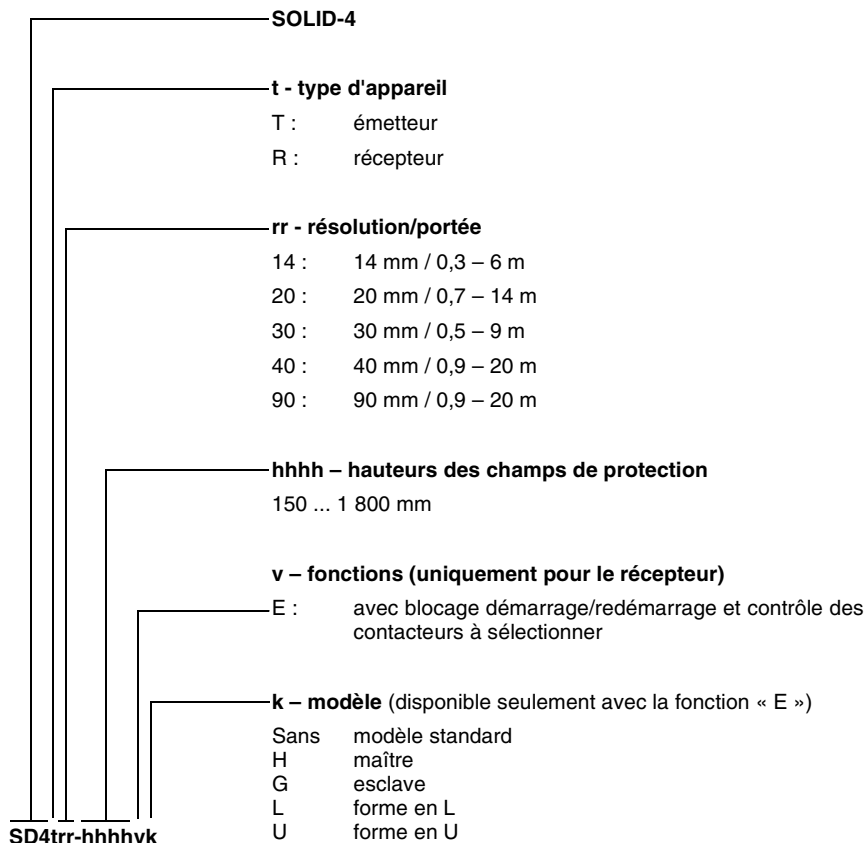 SOLID-4
t - type d'appareil
T : émetteur
R : récepteur
rr - résolution/portée
14 : 14 mm / 0,3 – 6 m
20 : 20 mm / 0,7 – 14 m
30 : 30 mm / 0,5 – 9 m
40 : 40 mm / 0,9 – 20 m
90 : 90 mm / 0,9 – 20 m
hhhh – hauteurs des champs de protection
150 ... 1 800 mm
v – fonctions (uniquement pour le récepteur)
E : avec blocage démarrage/redémarrage et contrôle des
contacteurs à sélectionner
k – modèle (disponible seulement avec la fonction « E »)
Sans modèle standard
H maître
G esclave
L forme en L
U forme en U
SD4trr-hhhhvk